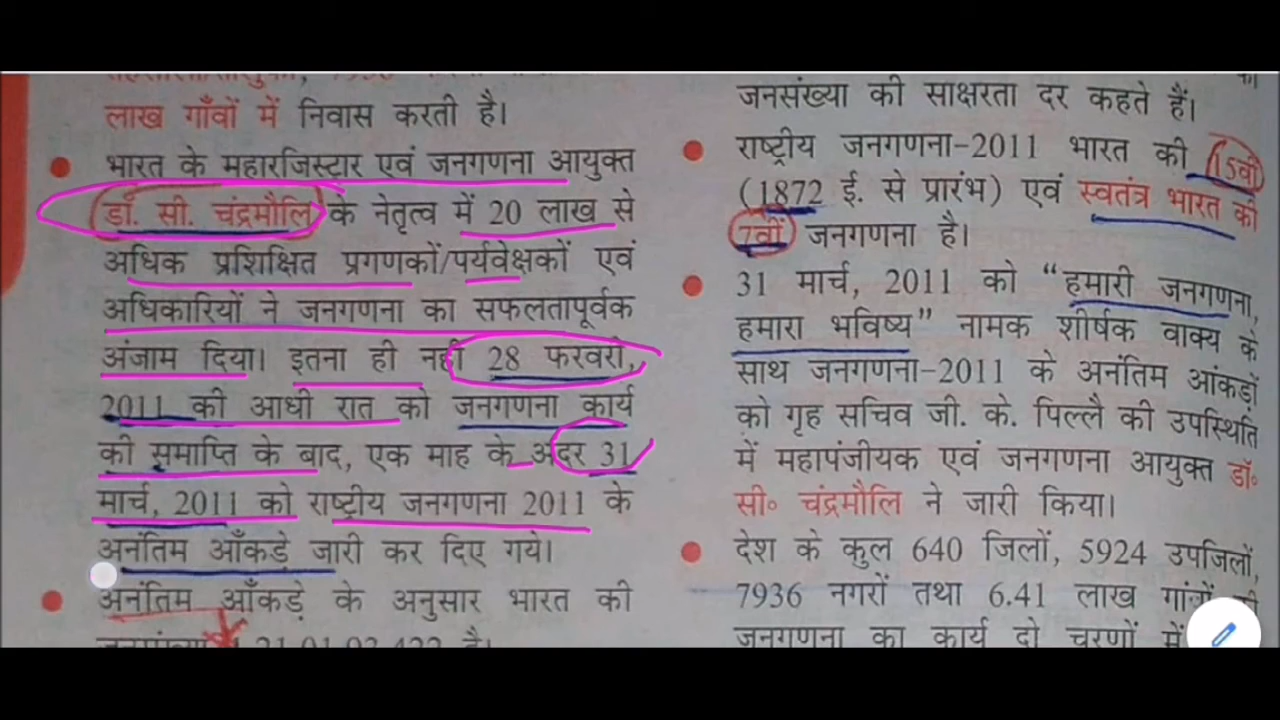 लाख गाँवों में निवास करती है।
भारत के महारजिस्ट्रार एवं जनगणना आयुक्त
डॉ. सी. चंद्रमौलि के नेतृत्व में 20 लाख से
अधिक प्रशिक्षित प्रगणकों/पर्यवेक्षकों एवं
अधिकारियों ने जनगणना का सफलतापूर्वक
अंजाम दिया। इतना ही नहीं 28 फरवरी,
2011 की आधी रात को जनगणना कार्य
की समाप्ति के बाद, एक माह के अंदर 31
मार्च, 2011 को राष्ट्रीय जनगणना 2011 के
अनंतिम आँकड़े जारी कर दिए गये।
अनंतिम आँकड़े के अनुसार भारत की
जनसंख्या है।
जनसंख्या की साक्षरता दर कहते हैं।
राष्ट्रीय जनगणना-2011 भारत की 15वीं
(1872 ई. से प्रारंभ) एवं स्वतंत्र भारत की
7वीं जनगणना है।
31 मार्च, 2011 को “हमारी जनगणना,
हमारा भविष्य” नामक शीर्षक वाक्य के
साथ जनगणना-2011 के अनंतिम आंकड़ों
को गृह सचिव जी. के. पिल्लै की उपस्थिति
में महापंजीयक एवं जनगणना आयुक्त डॉ॰
सी॰ चंद्रमौलि ने जारी किया।
देश के कुल 640 जिलों, 5924 उपजिलों,
7936 नगरों तथा 6.41 लाख गांवों
जनगणना का कार्य दो चरणों में